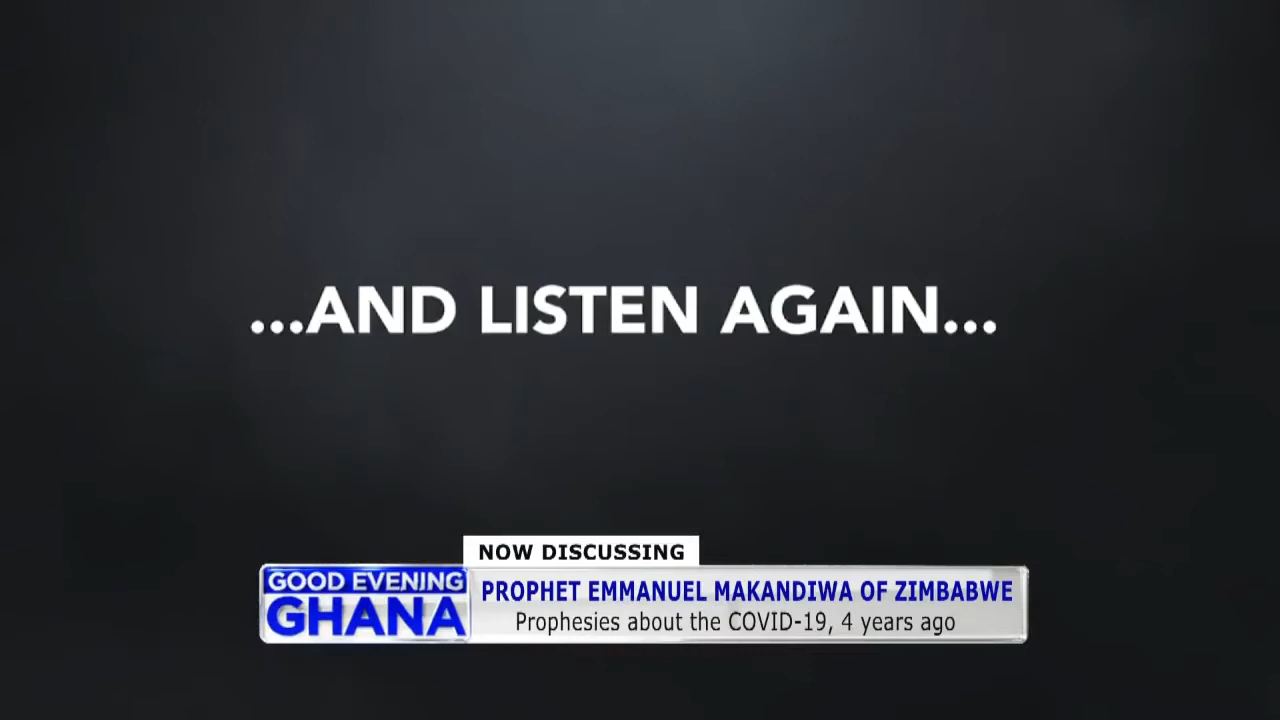 ...AND LISTEN AGAIN...
NOW DISCUSSING
GOOD EVENING
GHANA
PROPHET EMMANUEL MAKANDIWA OF ZIMBABWE
Prophesies about the COVID-19, 4 years ago